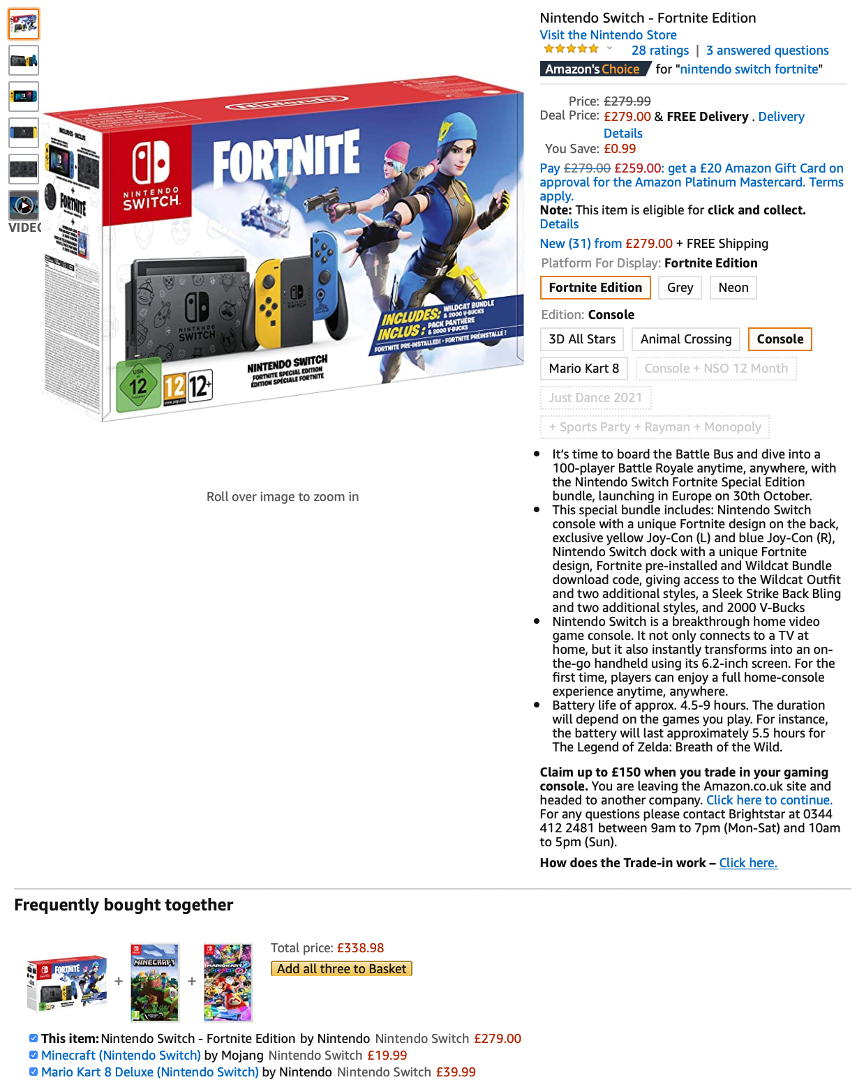 Nintendo Switch - Fortnite Edition
Visit the Nintendo Store
28 ratings | 3 answered questions
Amazon's Choice for "nintendo switch fortnite"
Price: £279.99
Deal Price: £279.00 & FREE Delivery . Delivery
Details
You Save: £0.99
Pay £279.00 £259.00: get a £20 Amazon Gift Card on
approval for the Amazon Platinum Mastercard. Terms
apply.
Note: This item is eligible for click and collect.
Details
New (31) from £279.00 + FREE Shipping
Platform For Display: Fortnite Edition
Fortnite Edition Grey Neon
Edition: Console
3D All Stars Animal Crossing Console
Mario Kart 8 Console + NSO 12 Month
Just Dance 2021
+ Sports Party + Rayman + Monopoly
• It's time to board the Battle Bus and dive into a
100-player Battle Royale anytime, anywhere, with
the Nintendo Switch Fortnite Special Edition
bundle, launching in Europe on 30th October.
• This special bundle includes: Nintendo Switch
console with a unique Fortnite design on the back,
exclusive yellow Joy-Con (L) and blue Joy-Con (R),
Nintendo Switch dock with a unique Fortnite
design, Fortnite pre-installed and Wildcat Bundle
download code, giving access to the Wildcat Outfit
and two additional styles, a Sleek Strike Back Bling
and two additional styles, and 2000 V-Bucks
• Nintendo Switch is a breakthrough home video
game console. It not only connects to a TV at
home, but it also instantly transforms into an on-
the-go handheld using its 6.2-inch screen. For the
first time, players can enjoy a full home-console
experience anytime, anywhere.
• Battery life of approx. 4.5-9 hours. The duration
will depend on the games you play. For instance,
the battery will last approximately 5.5 hours for
The Legend of Zelda: Breath of the Wild.
Claim up to £150 when you trade in your gaming
console. You are leaving the Amazon.co.uk site and
headed to another company. Click here to continue.
For any questions please contact Brightstar at 0344
412 2481 between 9am to 7pm (Mon-Sat) and 10am
to 5pm (Sun).
How does the Trade-in work – Click here.
VIDEO
Nintendo
NINTENDO
SWITCH.
FORTNITE
NINTENDO
SWITCH
INCLUDES: WILDCAT BUNDLE
& 2000 V-BUCKS
INCLUS : PACK PANTHÈRE
& 2000 V-BUCKS
FORTNITE PRE-INSTALLED! • FORTNITE PRÉINSTALLÉ !
NINTENDO SWITCH
FORTNITE SPECIAL EDITION
ÉDITION SPÉCIALE FORTNITE
USK
12
12
12+
Roll over image to zoom in
Frequently bought together
FORTNITE
+
MINECRAFT
+
Total price: £338.98
Add all three to Basket
This item: Nintendo Switch - Fortnite Edition by Nintendo Nintendo Switch £279.00
Minecraft (Nintendo Switch) by Mojang Nintendo Switch £19.99
Mario Kart 8 Deluxe (Nintendo Switch) by Nintendo Nintendo Switch £39.99